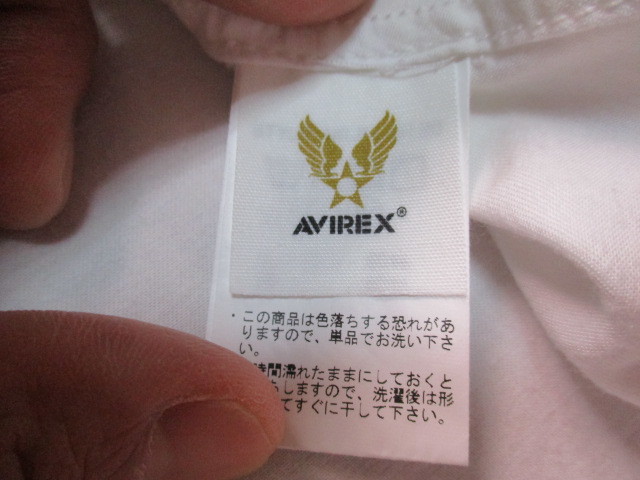 AVIREX®
・この商品は色落ちする恐れがあ
りますので、単品でお洗い下さ
い。
時間濡れたままにしておくと
しますので、洗濯後は形
てすぐに干して下さい。